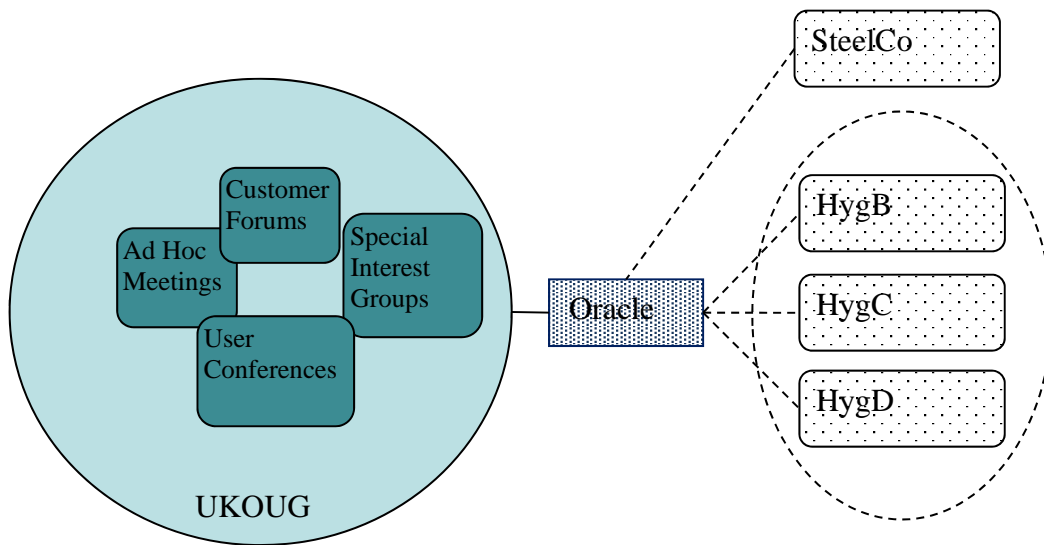 SteelCo
Customer
Forums
Ad Hoc
Meetings
Special
Interest
Groups
User
Conferences
UKOUG
Oracle
HygB
HygC
HygD